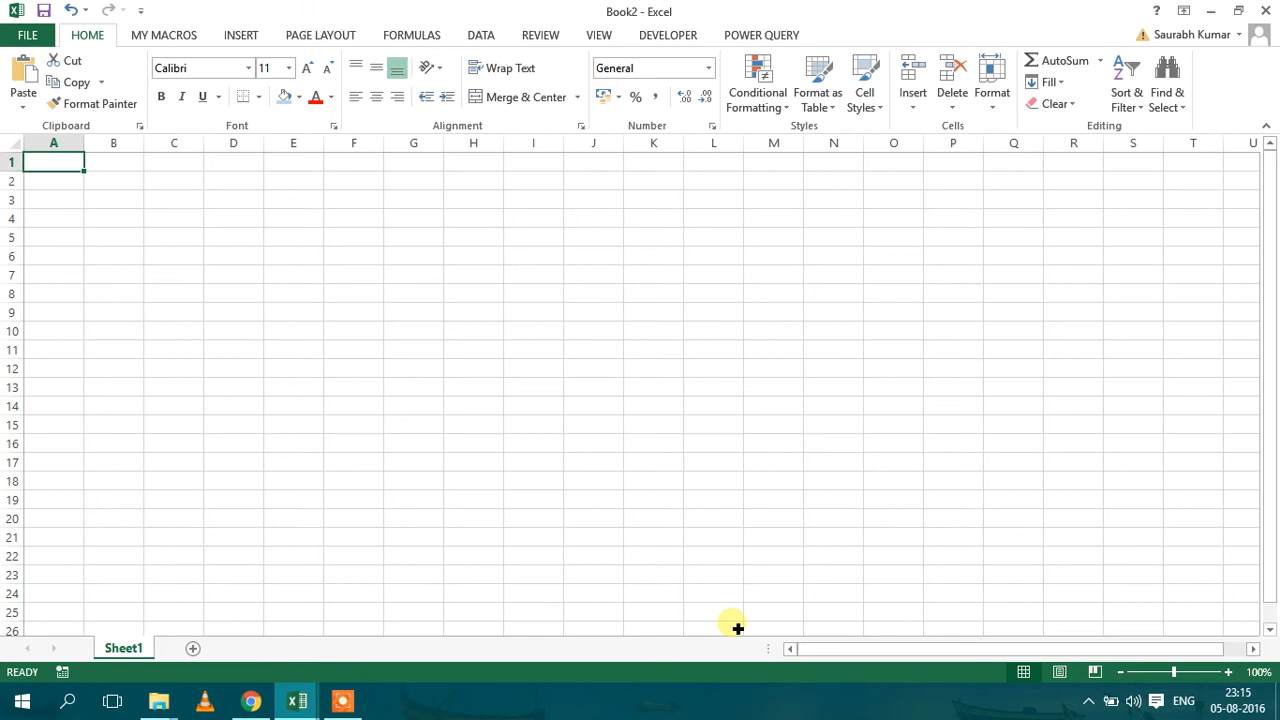 Book2 - Excel
FILE HOME MY MACROS INSERT PAGE LAYOUT FORMULAS DATA REVIEW VIEW DEVELOPER POWER QUERY Saurabh Kumar
Paste
Cut
Copy
Format Painter
Clipboard
Calibri 11
B I U A
Font
Wrap Text
Merge & Center
Alignment
General
% ,
Number
Conditional
Formatting
Format as
Table
Cell
Styles
Styles
Insert
Delete
Format
Cells
AutoSum
Fill
Clear
Sort &
Filter
Find &
Select
Editing
A B C D E F G H I J K L M N O P Q R S T U
1
2
3
4
5
6
7
8
9
10
11
12
13
14
15
16
17
18
19
20
21
22
23
24
25
26
Sheet1
READY 100%
ENG 23:15
05-08-2016